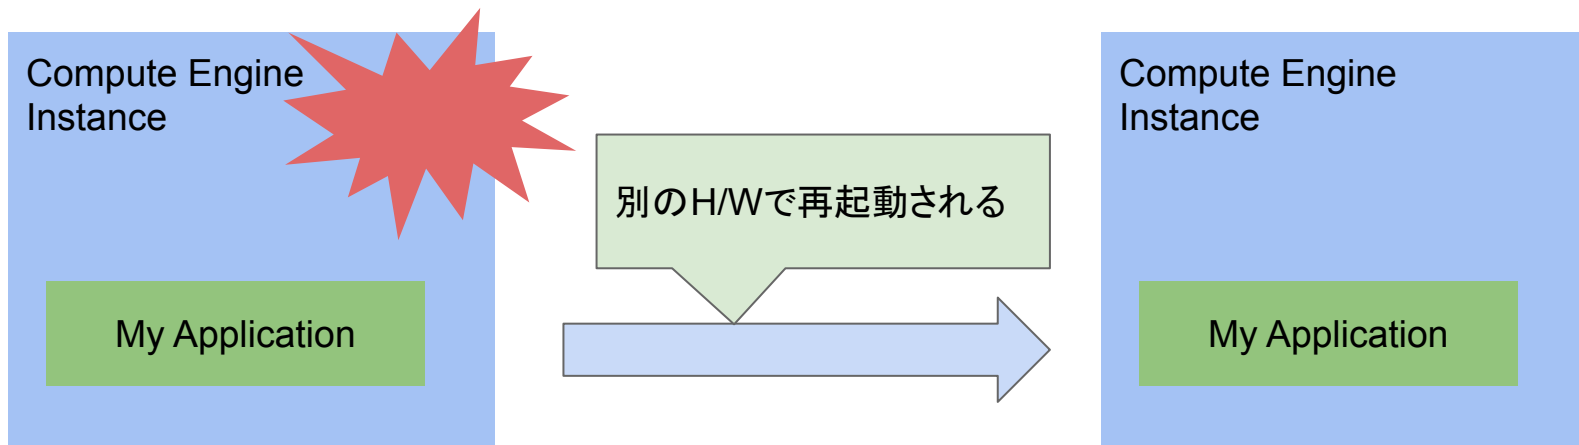 Compute Engine
Instance
My Application
別のH/Wで再起動される
Compute Engine
Instance
My Application